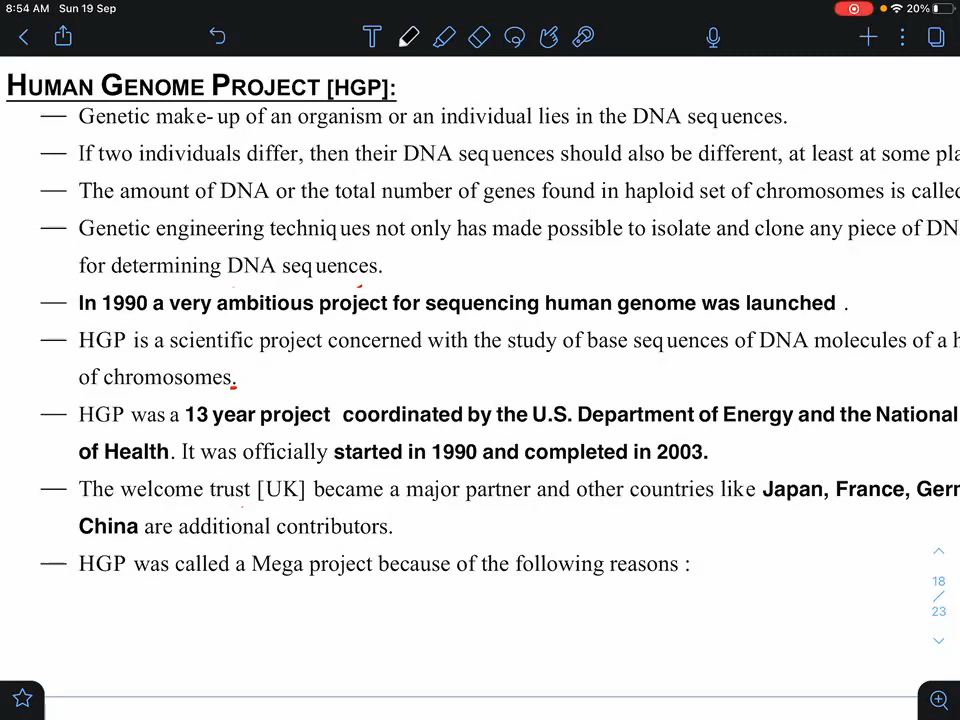 8:54 AM Sun 19 Sep
20%
HUMAN GENOME PROJECT [HGP]:
— Genetic make-up of an organism or an individual lies in the DNA sequences.
— If two individuals differ, then their DNA sequences should also be different, at least at some pla
— The amount of DNA or the total number of genes found in haploid set of chromosomes is called
— Genetic engineering techniques not only has made possible to isolate and clone any piece of DN
for determining DNA sequences.
— In 1990 a very ambitious project for sequencing human genome was launched .
— HGP is a scientific project concerned with the study of base sequences of DNA molecules of a h
of chromosomes.
— HGP was a 13 year project coordinated by the U.S. Department of Energy and the National
of Health. It was officially started in 1990 and completed in 2003.
— The welcome trust [UK] became a major partner and other countries like Japan, France, Germ
China are additional contributors.
— HGP was called a Mega project because of the following reasons :
18
/
23